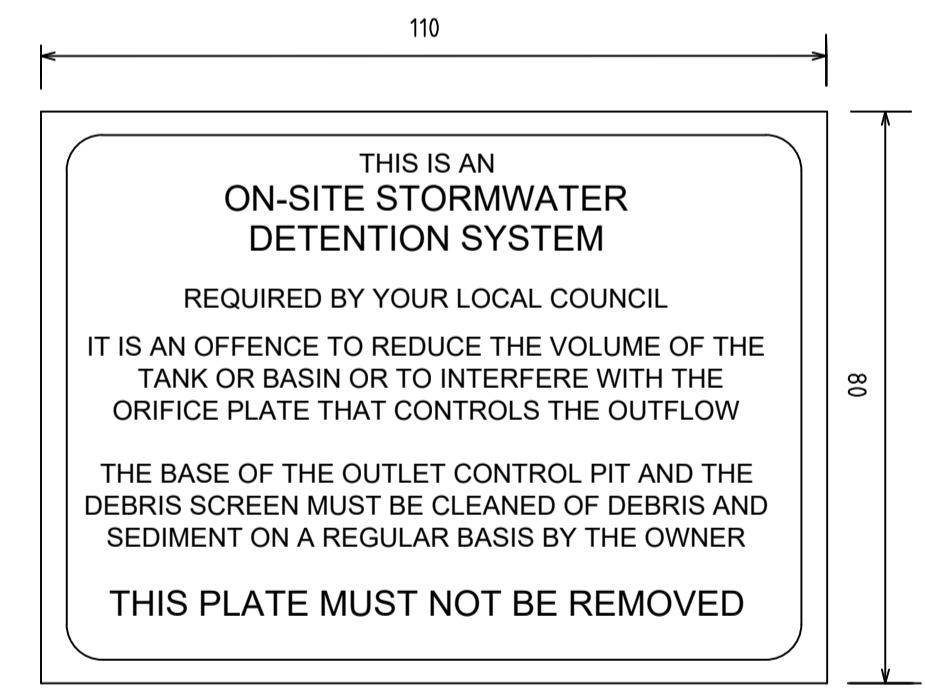 110
THIS IS AN
ON-SITE STORMWATER
DETENTION SYSTEM
REQUIRED BY YOUR LOCAL COUNCIL
IT IS AN OFFENCE TO REDUCE THE VOLUME OF THE
TANK OR BASIN OR TO INTERFERE WITH THE
ORIFICE PLATE THAT CONTROLS THE OUTFLOW
THE BASE OF THE OUTLET CONTROL PIT AND THE
DEBRIS SCREEN MUST BE CLEANED OF DEBRIS AND
SEDIMENT ON A REGULAR BASIS BY THE OWNER
THIS PLATE MUST NOT BE REMOVED
80